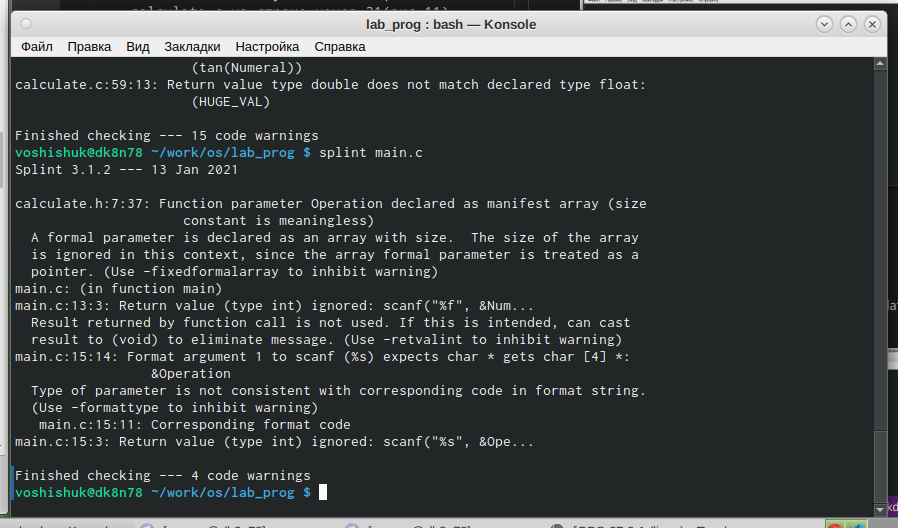 lab_prog : bash — Konsole
Файл Правка Вид Закладки Настройка Справка
(tan(Numeral))
calculate.c:59:13: Return value type double does not match declared type float:
(HUGE_VAL)
Finished checking --- 15 code warnings
voshishuk@dk8n78 ~/work/os/lab_prog $ splint main.c
Splint 3.1.2 --- 13 Jan 2021
calculate.h:7:37: Function parameter Operation declared as manifest array (size
constant is meaningless)
A formal parameter is declared as an array with size.  The size of the array
is ignored in this context, since the array formal parameter is treated as a
pointer. (Use -fixedformalarray to inhibit warning)
main.c: (in function main)
main.c:13:3: Return value (type int) ignored: scanf("%f", &Num...
Result returned by function call is not used. If this is intended, can cast
result to (void) to eliminate message. (Use -retvalint to inhibit warning)
main.c:15:14: Format argument 1 to scanf (%s) expects char * gets char [4] *:
&Operation
Type of parameter is not consistent with corresponding code in format string.
(Use -formattype to inhibit warning)
main.c:15:11: Corresponding format code
main.c:15:3: Return value (type int) ignored: scanf("%s", &Ope...
Finished checking --- 4 code warnings
voshishuk@dk8n78 ~/work/os/lab_prog $